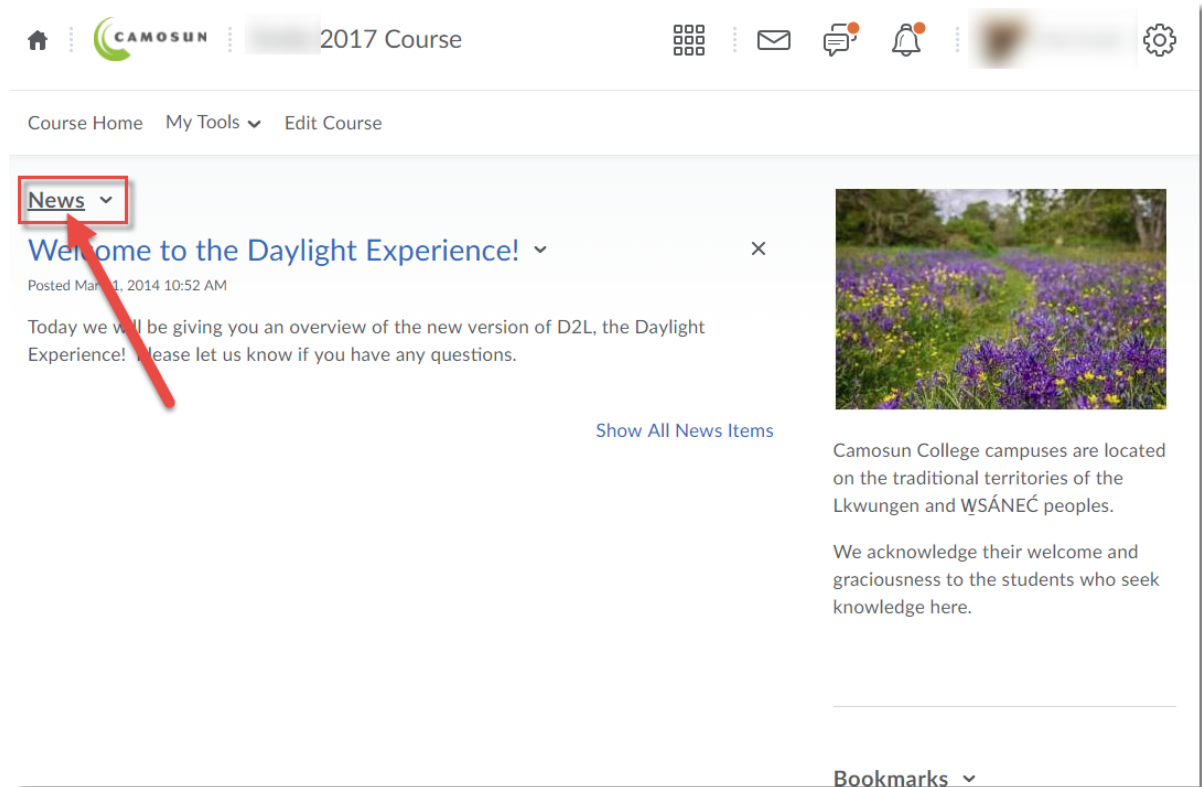 CAMOSUN
2017 Course
Course Home My Tools Edit Course
News
Welcome to the Daylight Experience!
Posted Mar 1, 2014 10:52 AM
Today we will be giving you an overview of the new version of D2L, the Daylight
Experience! Please let us know if you have any questions.
Show All News Items
Camosun College campuses are located
on the traditional territories of the
Lkwungen and W̱SÁNEĆ peoples.
We acknowledge their welcome and
graciousness to the students who seek
knowledge here.
Bookmarks